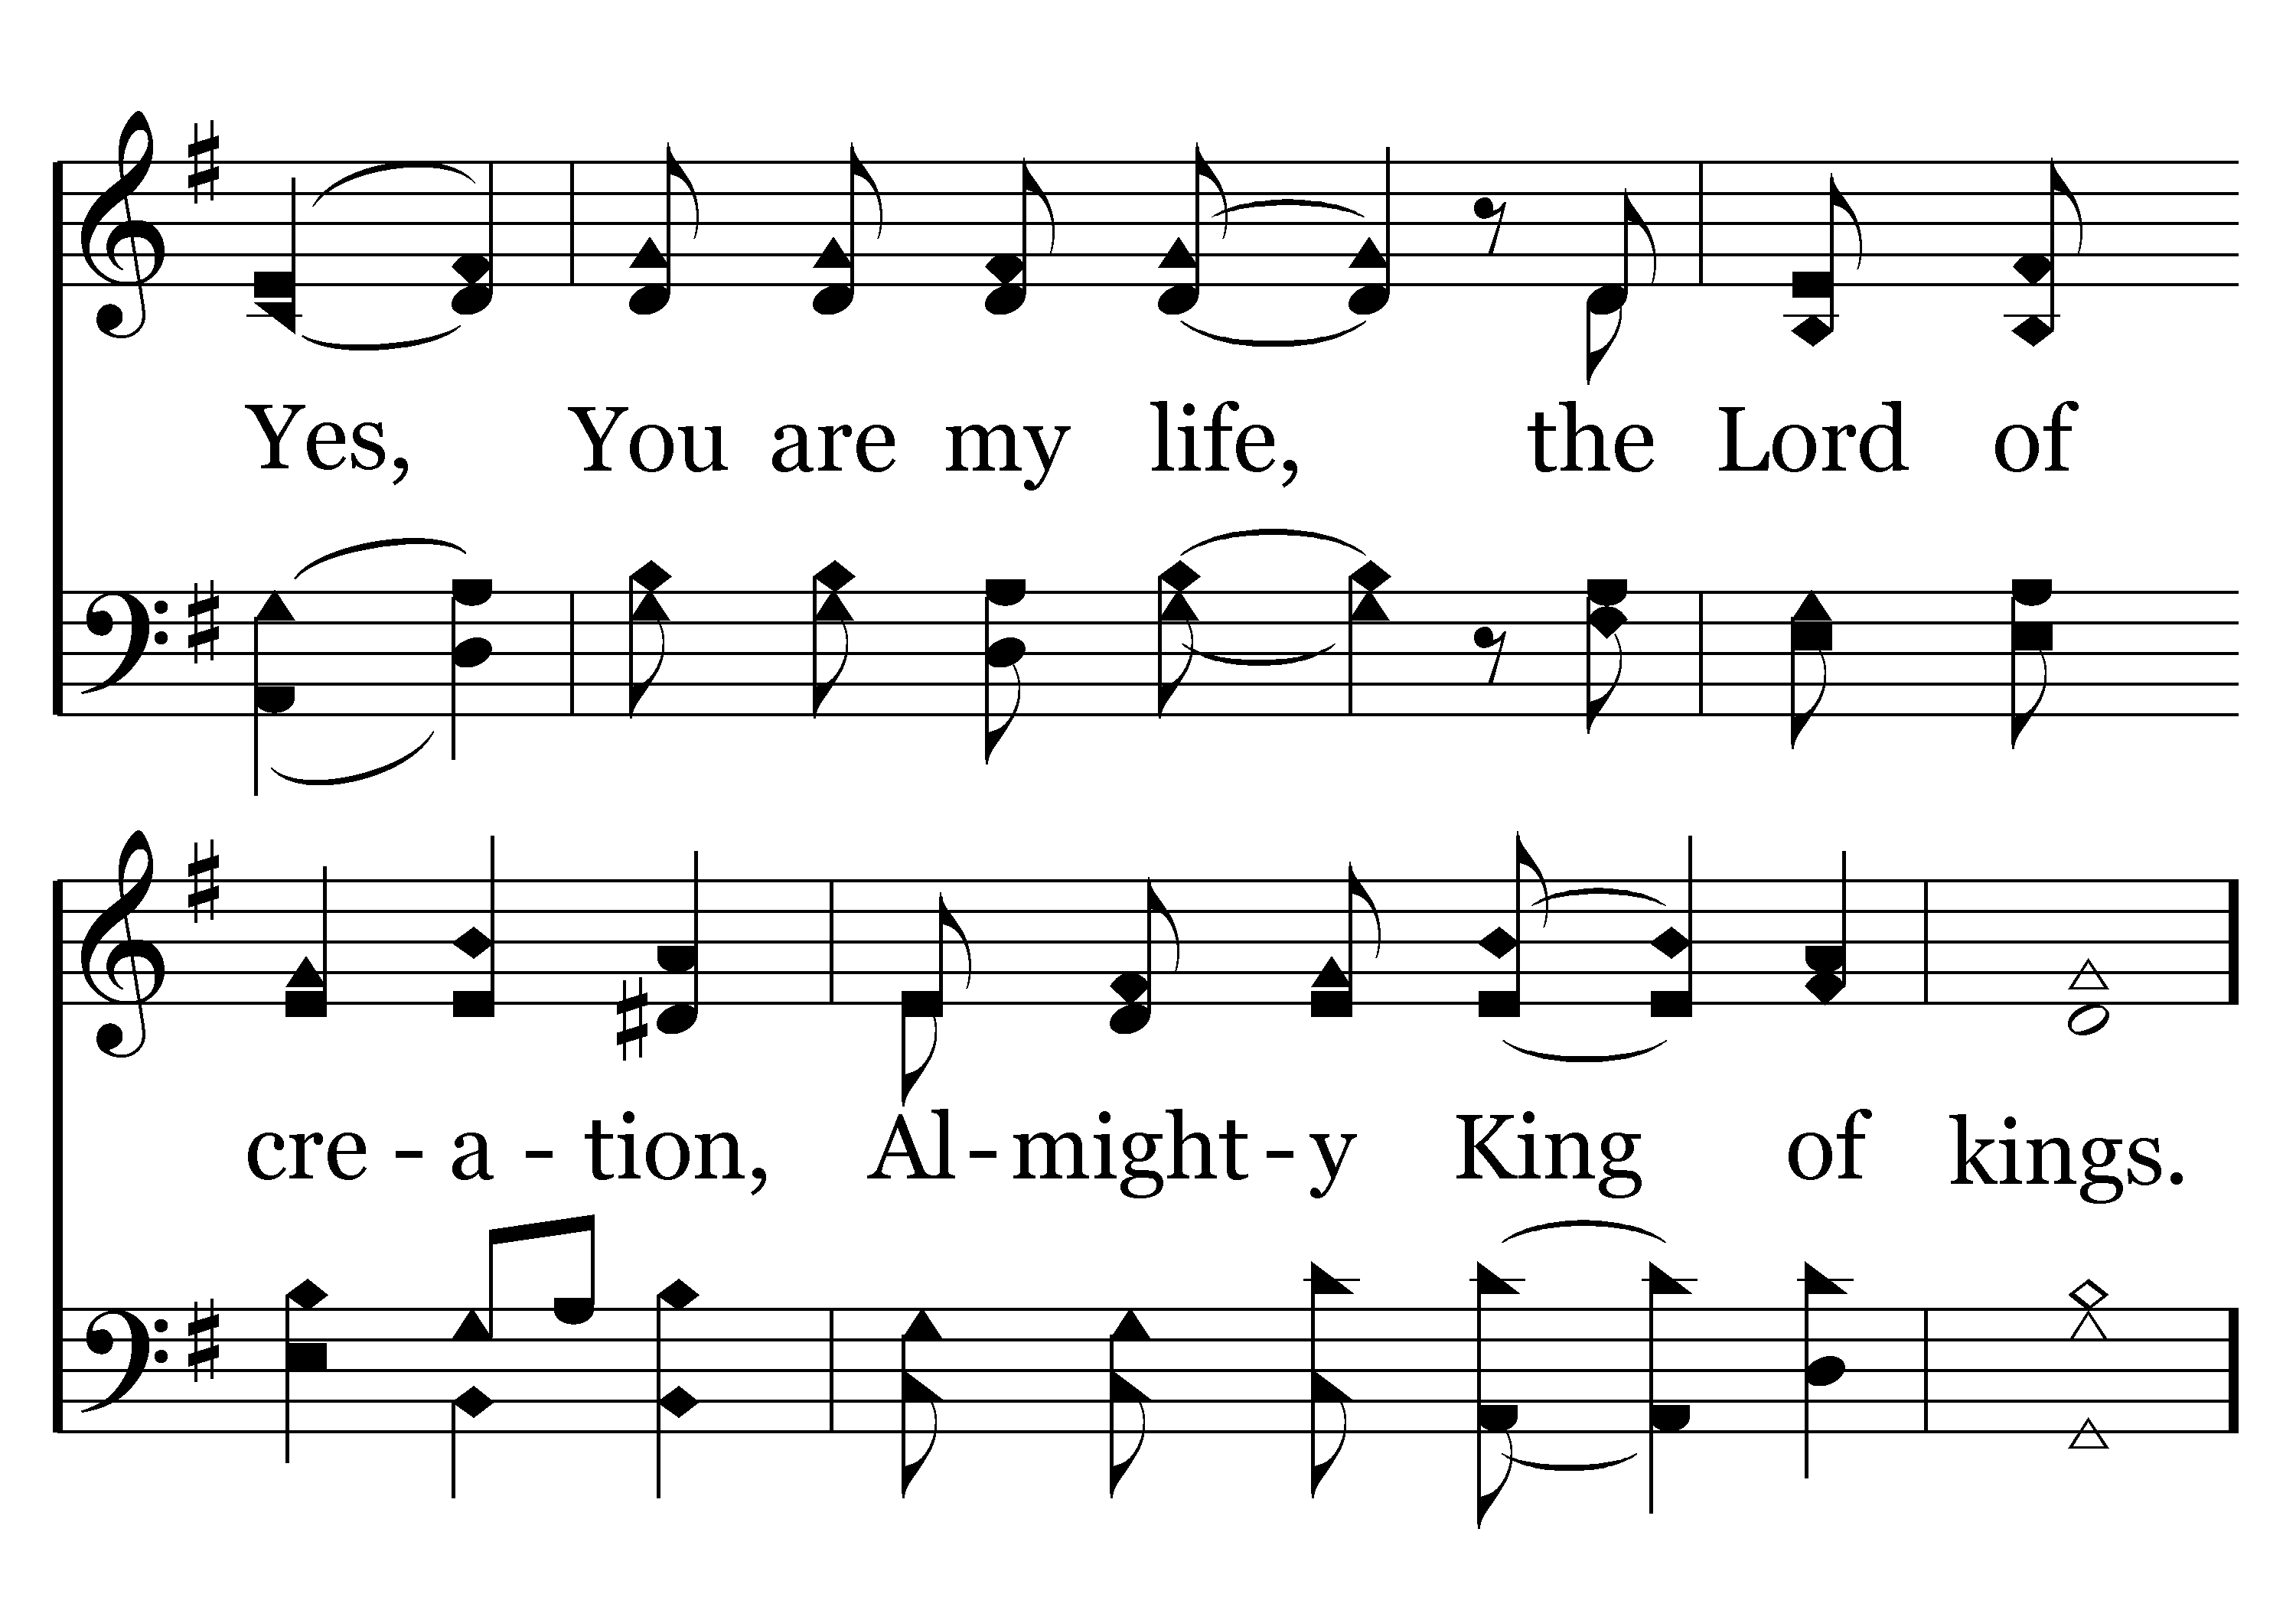 Yes, You are my life, the Lord of
cre - a - tion, Al - might - y King of kings.